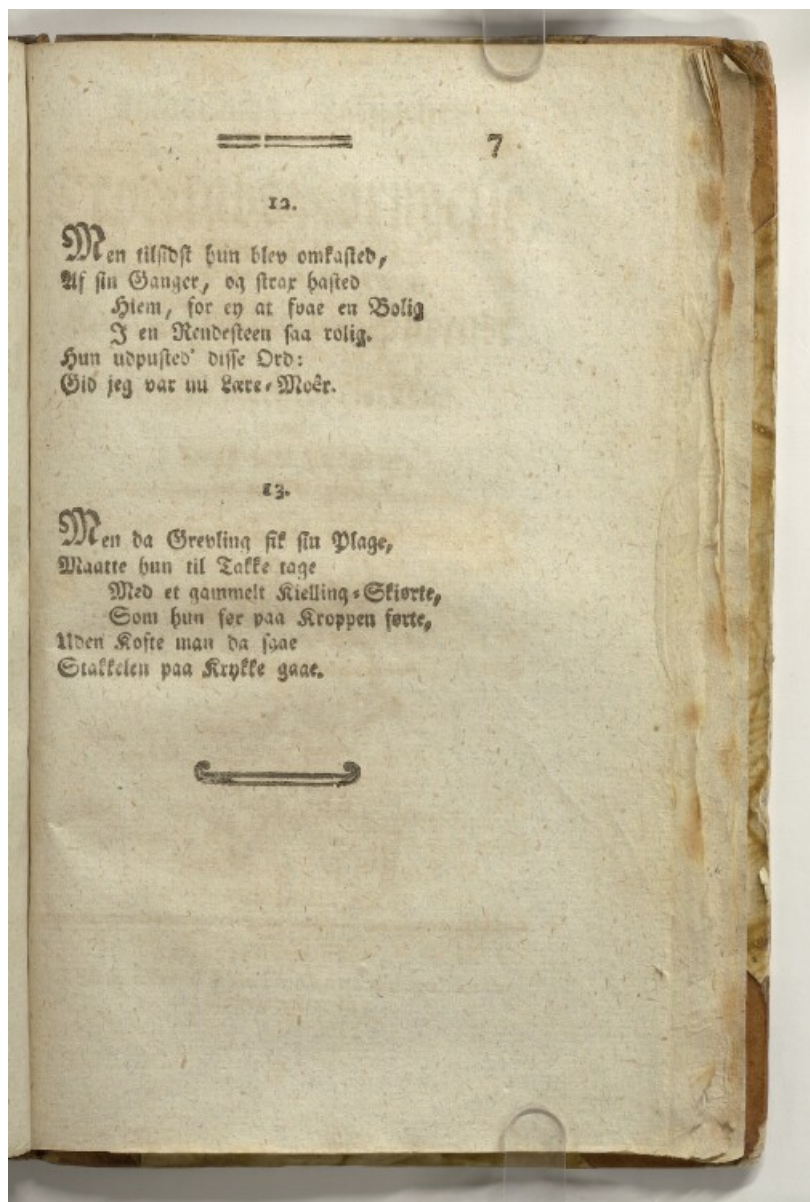 7
12.
Men tilsidst hun blev omkasted,
Af sin Ganger, og strax hasted
Hiem, for ey at fvae en Bolig
I en Rendesteen saa rolig.
Hun udpusted' disse Ord:
Gid jeg var nu Lære-Moêr.
13.
Men da Grevling fik sin Plage,
Maatte hun til Takke tage
Med et gammelt Kielling-Skiørte,
Som hun før paa Kroppen førte,
Uden Koste man da saae
Stakkelen paa Krykke gaae.